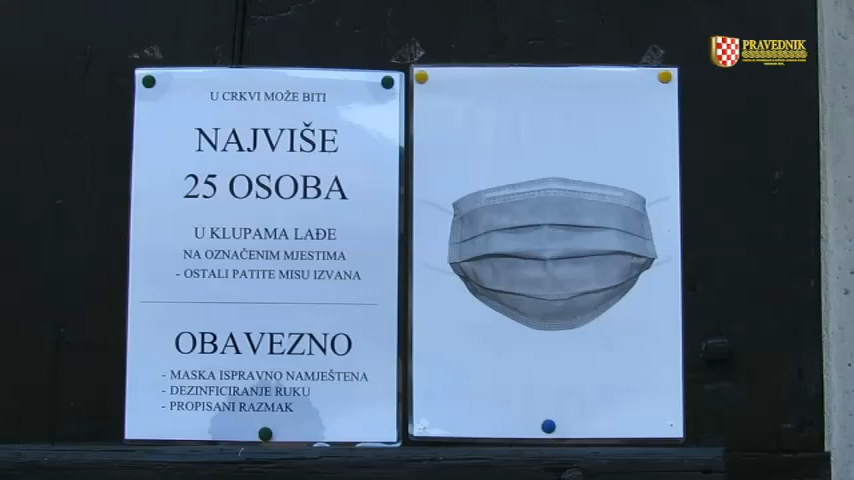 U CRKVI MOŽE BITI
NAJVIŠE
25 OSOBA
U KLUPAMA LAĐE
NA OZNAČENIM MJESTIMA
- OSTALI PATITE MISU IZVANA
OBAVEZNO
- MASKA ISPRAVNO NAMJEŠTENA
- DEZINFICIRANJE RUKU
- PROPISANI RAZMAK
PRAVEDNIK